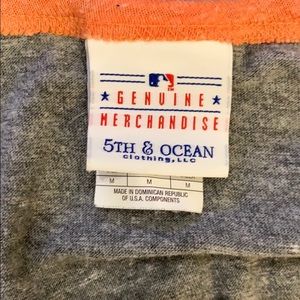 GENUINE
MERCHANDISE
5TH & OCEAN
clothing, LLC
M M M
MADE IN DOMINICAN REPUBLIC
OF U.S.A. COMPONENTS